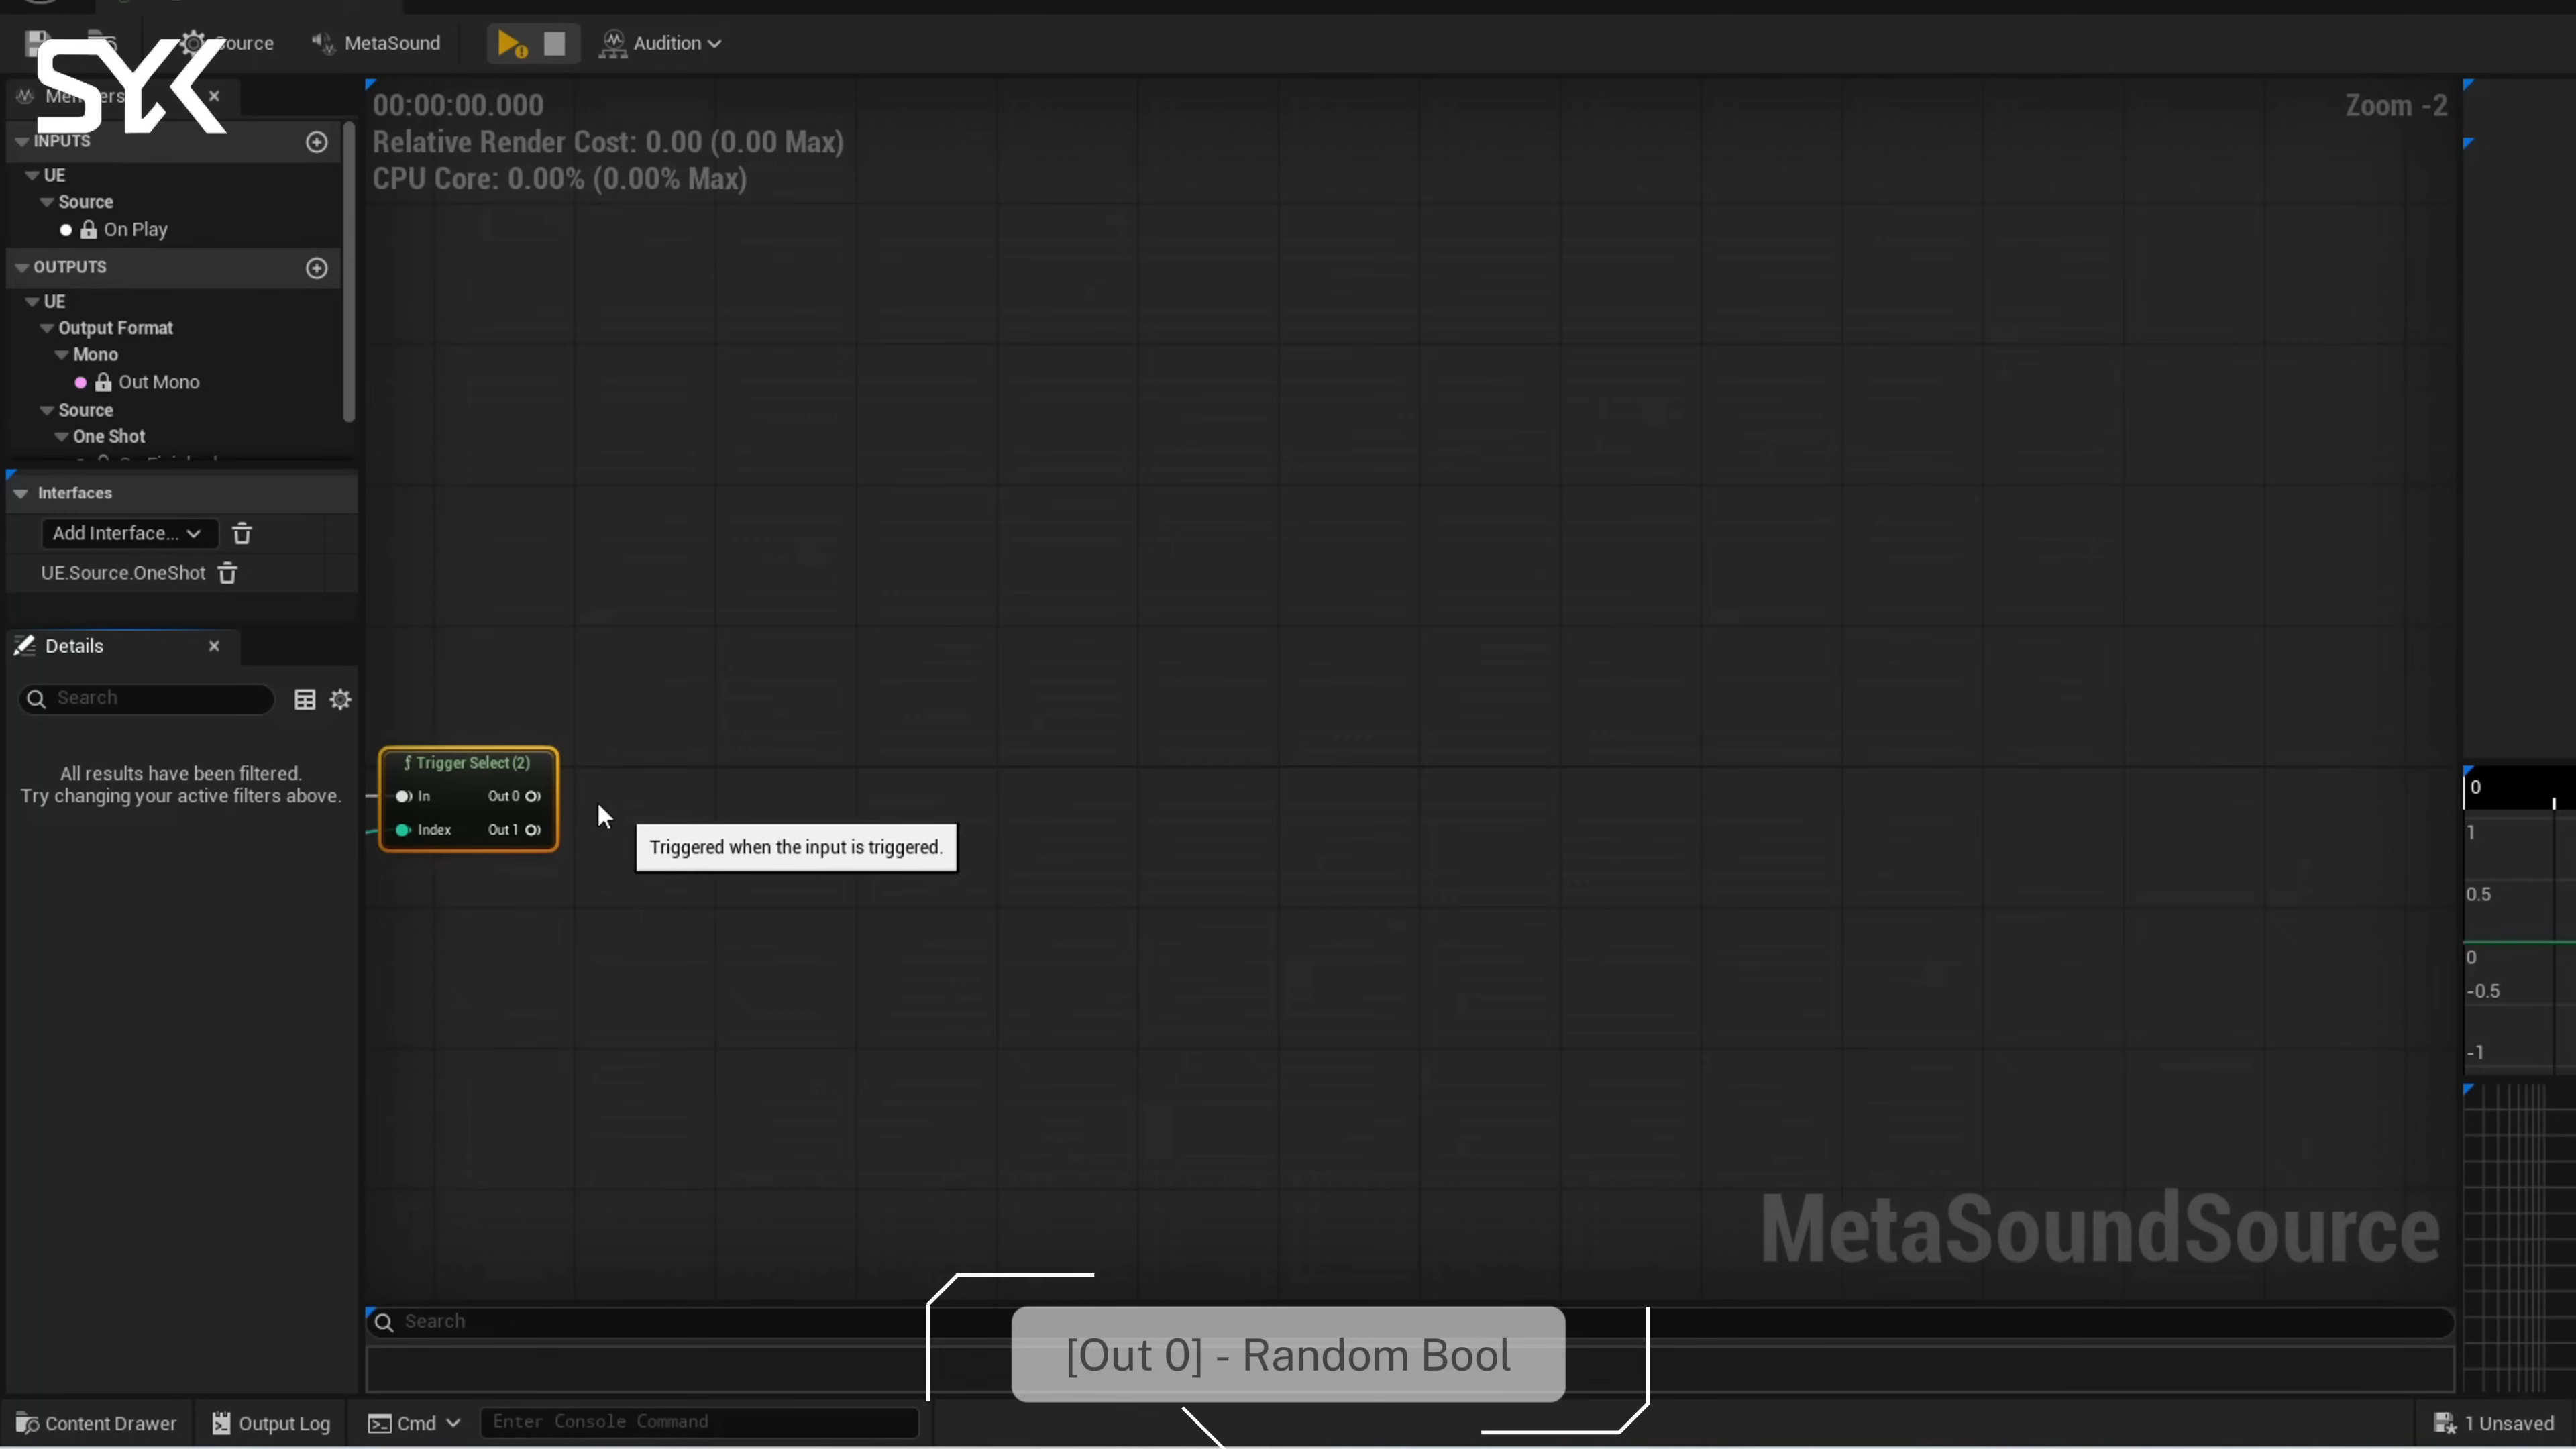 SYK
Source
MetaSound
Audition
Members
INPUTS
UE
Source
On Play
OUTPUTS
UE
Output Format
Mono
Out Mono
Source
One Shot
Interfaces
Add Interface...
UE.Source.OneShot
Details
Search
All results have been filtered.
Try changing your active filters above.
00:00:00.000
Relative Render Cost: 0.00 (0.00 Max)
CPU Core: 0.00% (0.00% Max)
Zoom -2
Trigger Select (2)
In Out 0
Index Out 1
Triggered when the input is triggered.
MetaSoundSource
0
1
0.5
0
-0.5
-1
Search
[Out 0] - Random Bool
Content Drawer
Output Log
Cmd
Enter Console Command
1 Unsaved